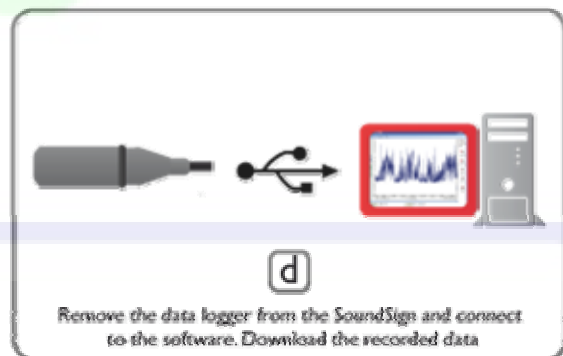 d
Remove the data logger from the SoundSign and connect
to the software. Download the recorded data